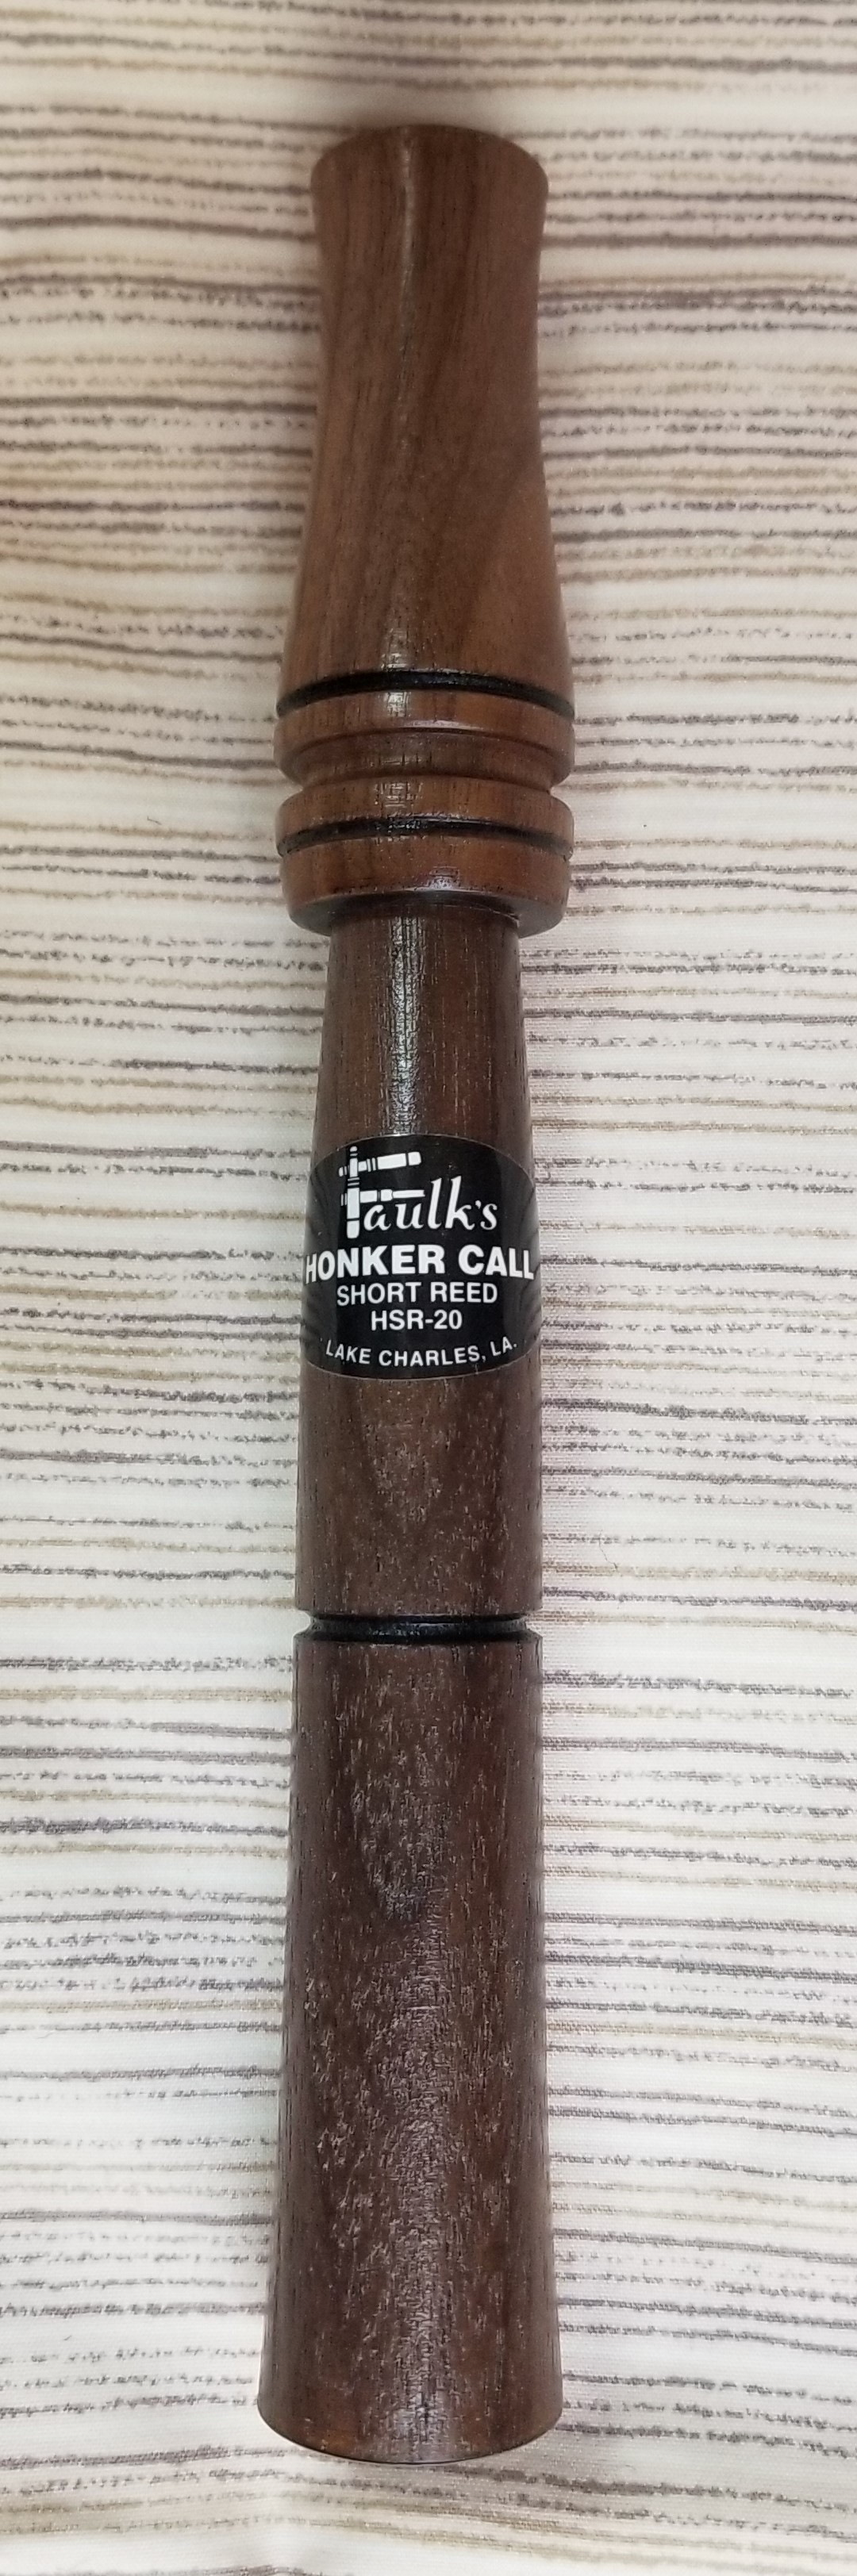 Faulk's
HONKER CALL
SHORT REED
HSR-20
LAKE CHARLES, LA.